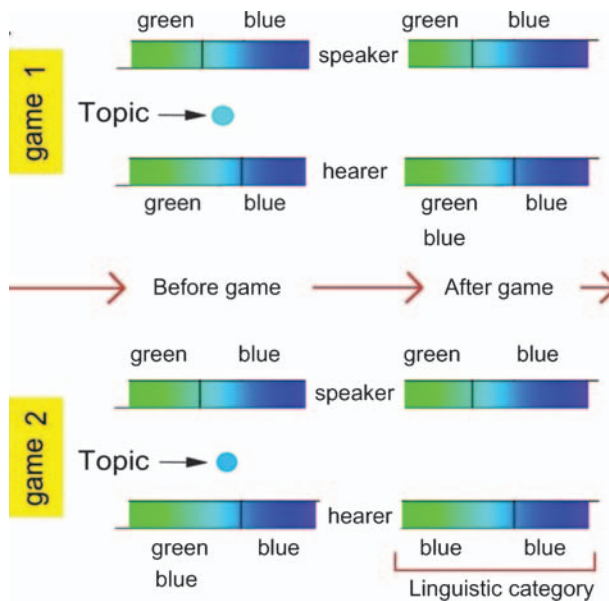 green blue green blue
speaker
game 1
Topic
hearer
green blue green blue
blue
Before game After game
green blue green blue
speaker
game 2
Topic
hearer
green blue blue blue
blue
Linguistic category